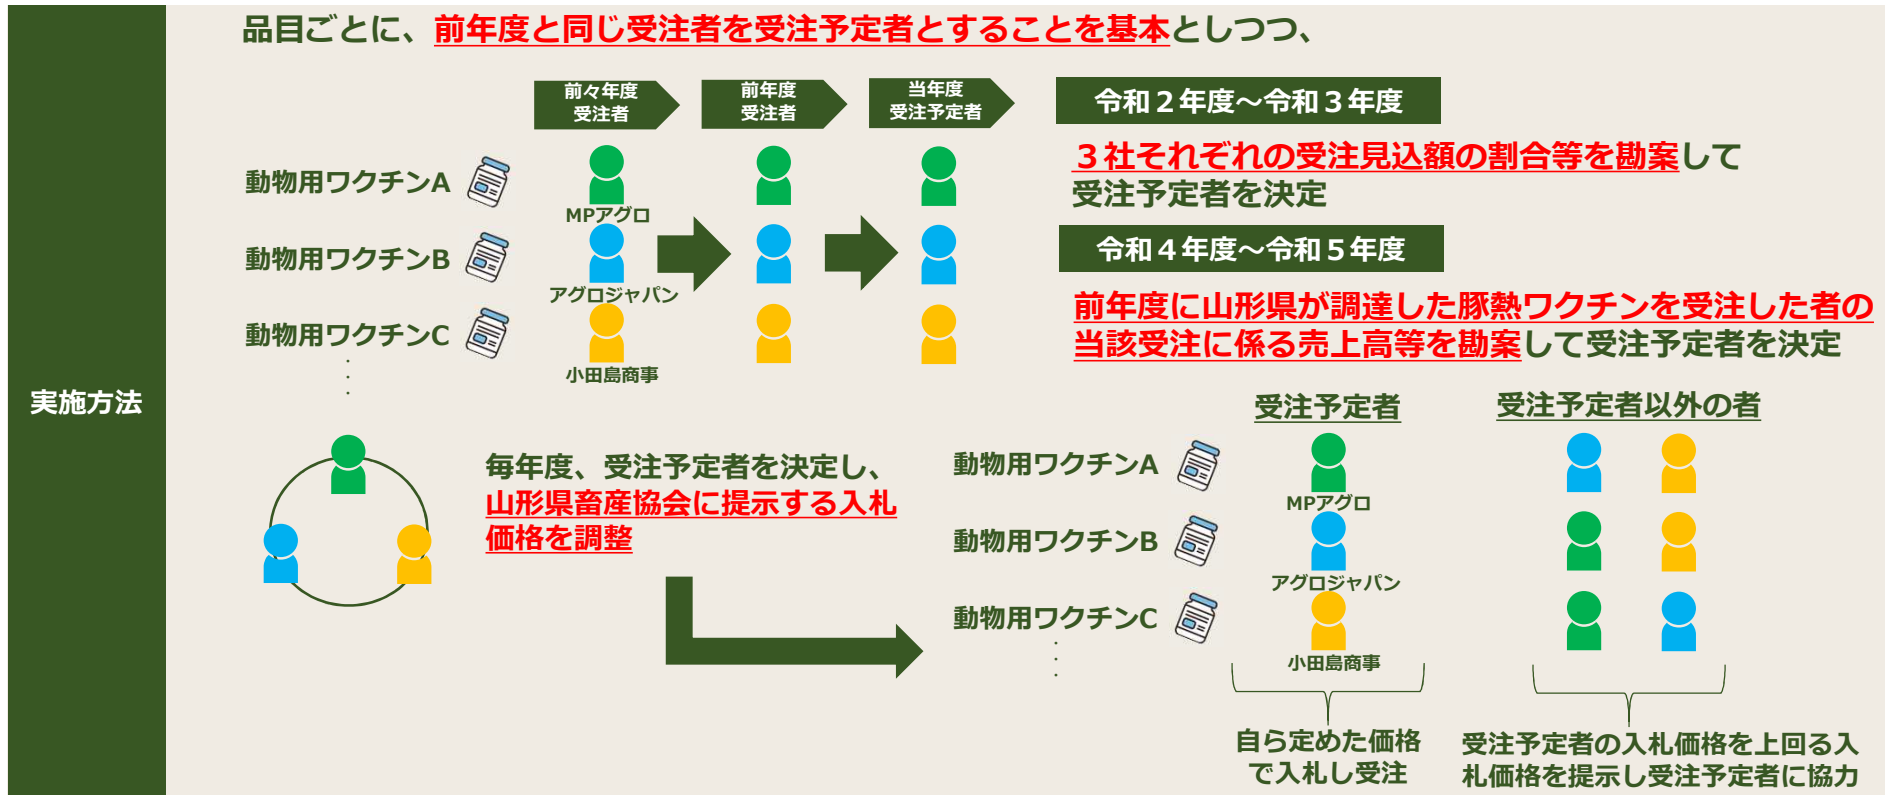 実施方法
品目ごとに、前年度と同じ受注者を受注予定者とすることを基本としつつ、
前々年度
受注者
前年度
受注者
当年度
受注予定者
動物用ワクチンA
MPアグロ
動物用ワクチンB
アグロジャパン
動物用ワクチンC
小田島商事
令和２年度～令和３年度
３社それぞれの受注見込額の割合等を勘案して
受注予定者を決定
令和４年度～令和５年度
前年度に山形県が調達した豚熱ワクチンを受注した者の
当該受注に係る売上高等を勘案して受注予定者を決定
毎年度、受注予定者を決定し、
山形県畜産協会に提示する入札
価格を調整
受注予定者
受注予定者以外の者
動物用ワクチンA
MPアグロ
動物用ワクチンB
アグロジャパン
動物用ワクチンC
小田島商事
自ら定めた価格
で入札し受注
受注予定者の入札価格を上回る入
札価格を提示し受注予定者に協力